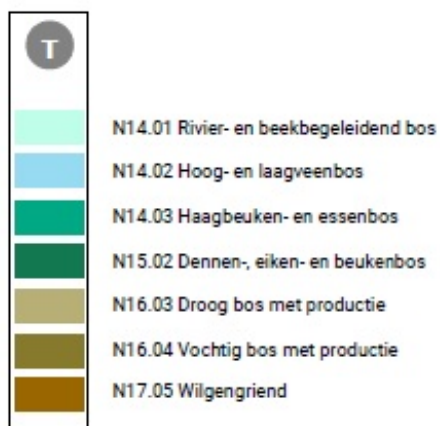 T
N14.01 Rivier- en beekbegeleidend bos
N14.02 Hoog- en laagveenbos
N14.03 Haagbeuken- en essenbos
N15.02 Dennen-, eiken- en beukenbos
N16.03 Droog bos met productie
N16.04 Vochtig bos met productie
N17.05 Wilgengriend